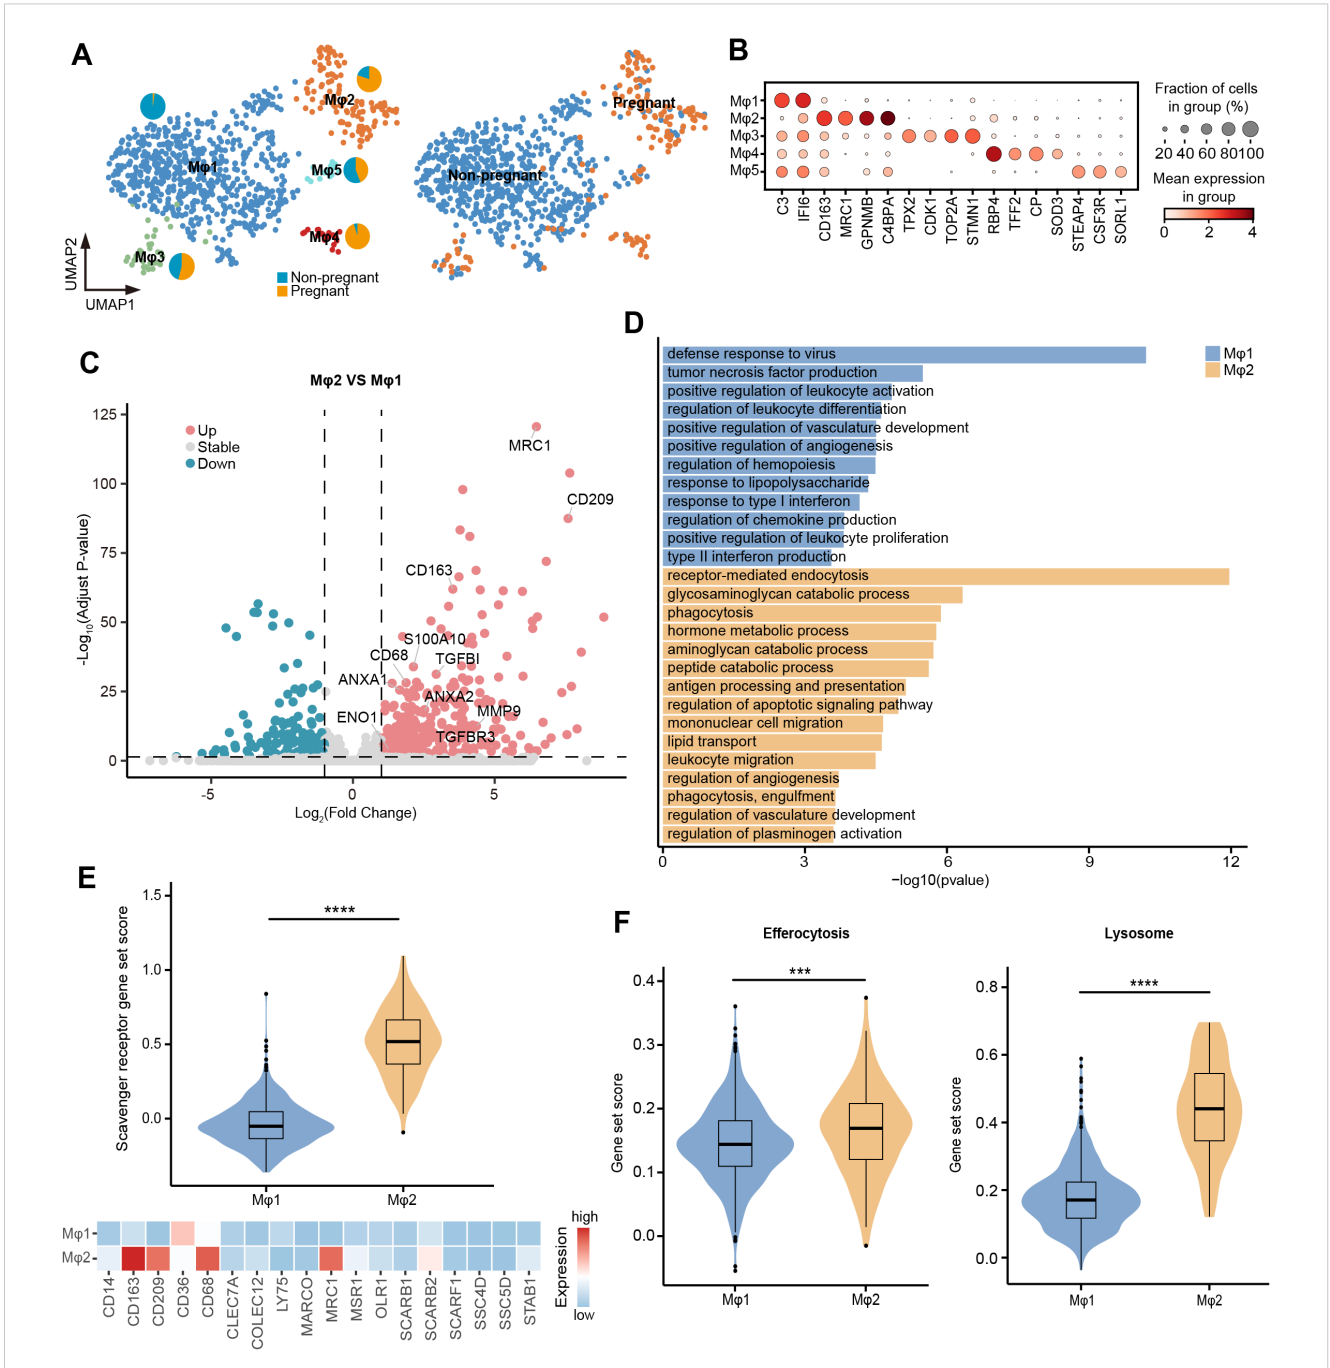 A
Mφ2
Mφ1
Mφ5
Mφ4
Mφ3
UMAP2
UMAP1
Non-pregnant
Pregnant
Pregnant
Non-pregnant
B
Mφ1
Mφ2
Mφ3
Mφ4
Mφ5
C3
IFI6
CD163
MRC1
GPNMB
C4BPA
TPX2
CDK1
TOP2A
STMN1
RBP4
TFF2
CP
SOD3
STEAP4
CSF3R
SORL1
Fraction of cells
in group (%)
20 40 60 80 100
Mean expression
in group
0 2 4
C
Mφ2 VS Mφ1
Up
Stable
Down
MRC1
CD209
CD163
S100A10
CD68
TGFBI
ANXA1
ANXA2
MMP9
ENO1
TGFBR3
125
100
75
50
25
0
-Log10(Adjust P-value)
-5 0 5
Log2(Fold Change)
D
Mφ1
Mφ2
defense response to virus
tumor necrosis factor production
positive regulation of leukocyte activation
regulation of leukocyte differentiation
positive regulation of vasculature development
positive regulation of angiogenesis
regulation of hemopoiesis
response to lipopolysaccharide
response to type I interferon
regulation of chemokine production
positive regulation of leukocyte proliferation
type II interferon production
receptor-mediated endocytosis
glycosaminoglycan catabolic process
phagocytosis
hormone metabolic process
aminoglycan catabolic process
peptide catabolic process
antigen processing and presentation
regulation of apoptotic signaling pathway
mononuclear cell migration
lipid transport
leukocyte migration
regulation of angiogenesis
phagocytosis, engulfment
regulation of vasculature development
regulation of plasminogen activation
0 3 6 9 12
−log10(pvalue)
E
Scavenger receptor gene set score
1.5
1.0
0.5
0.0
****
Mφ1 Mφ2
Mφ1
Mφ2
CD14
CD163
CD209
CD36
CD68
CLEC7A
COLEC12
LY75
MARCO
MRC1
MSR1
OLR1
SCARB1
SCARB2
SCARF1
SSC4D
SSC5D
STAB1
Expression
high
low
F
Efferocytosis
Gene set score
0.4
0.3
0.2
0.1
0.0
***
Mφ1 Mφ2
Lysosome
Gene set score
0.8
0.6
0.4
0.2
0.0
****
Mφ1 Mφ2